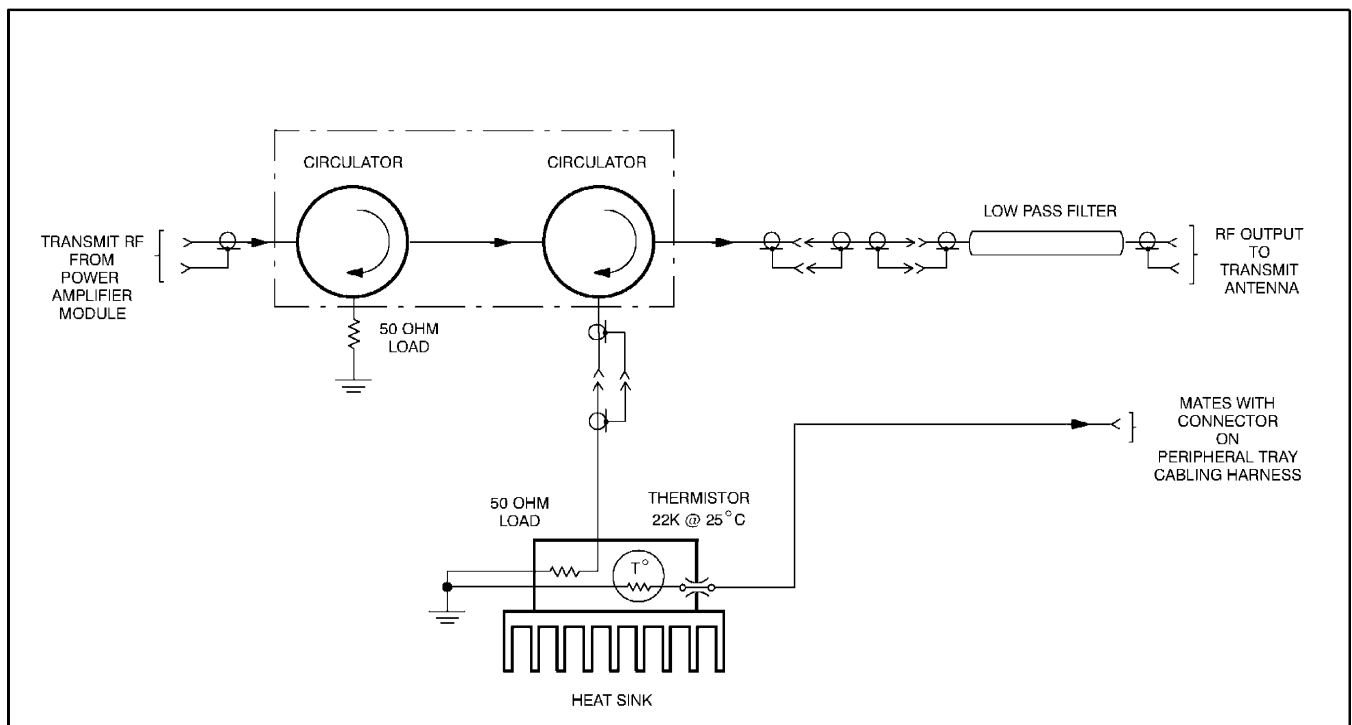 CIRCULATOR
CIRCULATOR
TRANSMIT RF
FROM
POWER
AMPLIFIER
MODULE
LOW PASS FILTER
RF OUTPUT
TO
TRANSMIT
ANTENNA
50 OHM
LOAD
MATES WITH
CONNECTOR
ON
PERIPHERAL TRAY
CABLING HARNESS
50 OHM
LOAD
THERMISTOR
22K @ 25°C
T°
HEAT SINK